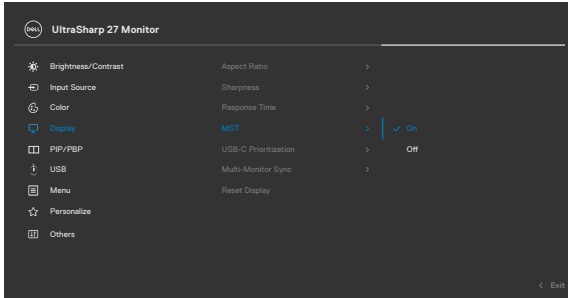 DELL UltraSharp 27 Monitor
Brightness/Contrast Aspect Ratio
Input Source Sharpness
Color Response Time
Display MST On
PIP/PBP USB-C Prioritization Off
USB Multi-Monitor Sync
Menu Reset Display
Personalize
Others
Exit